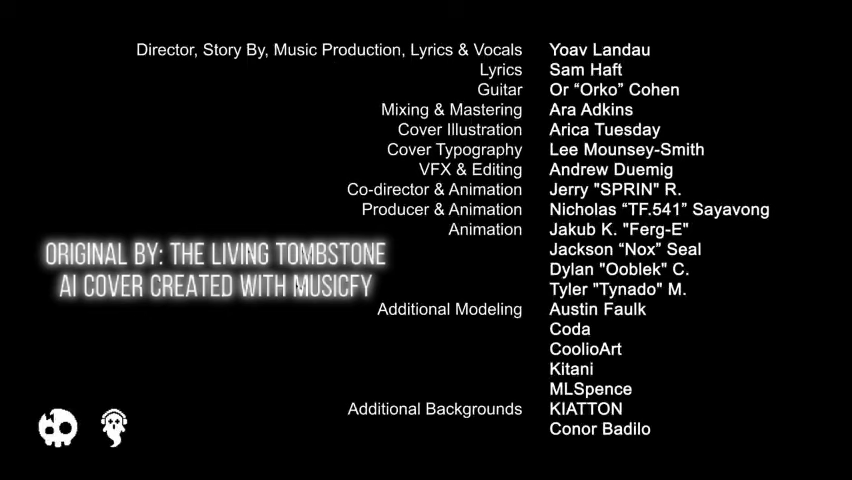 Director, Story By, Music Production, Lyrics & Vocals Yoav Landau
Lyrics Sam Haft
Guitar Or “Orko” Cohen
Mixing & Mastering Ara Adkins
Cover Illustration Arica Tuesday
Cover Typography Lee Mounsey-Smith
VFX & Editing Andrew Duemig
Co-director & Animation Jerry "SPRIN" R.
Producer & Animation Nicholas “TF.541” Sayavong
Animation Jakub K. "Ferg-E"
Jackson “Nox” Seal
Dylan "Ooblek" C.
Tyler "Tynado" M.
Additional Modeling Austin Faulk
Coda
CoolioArt
Kitani
MLSpence
Additional Backgrounds KIATTON
Conor Badilo
ORIGINAL BY: THE LIVING TOMBSTONE
AI COVER CREATED WITH MUSICFY